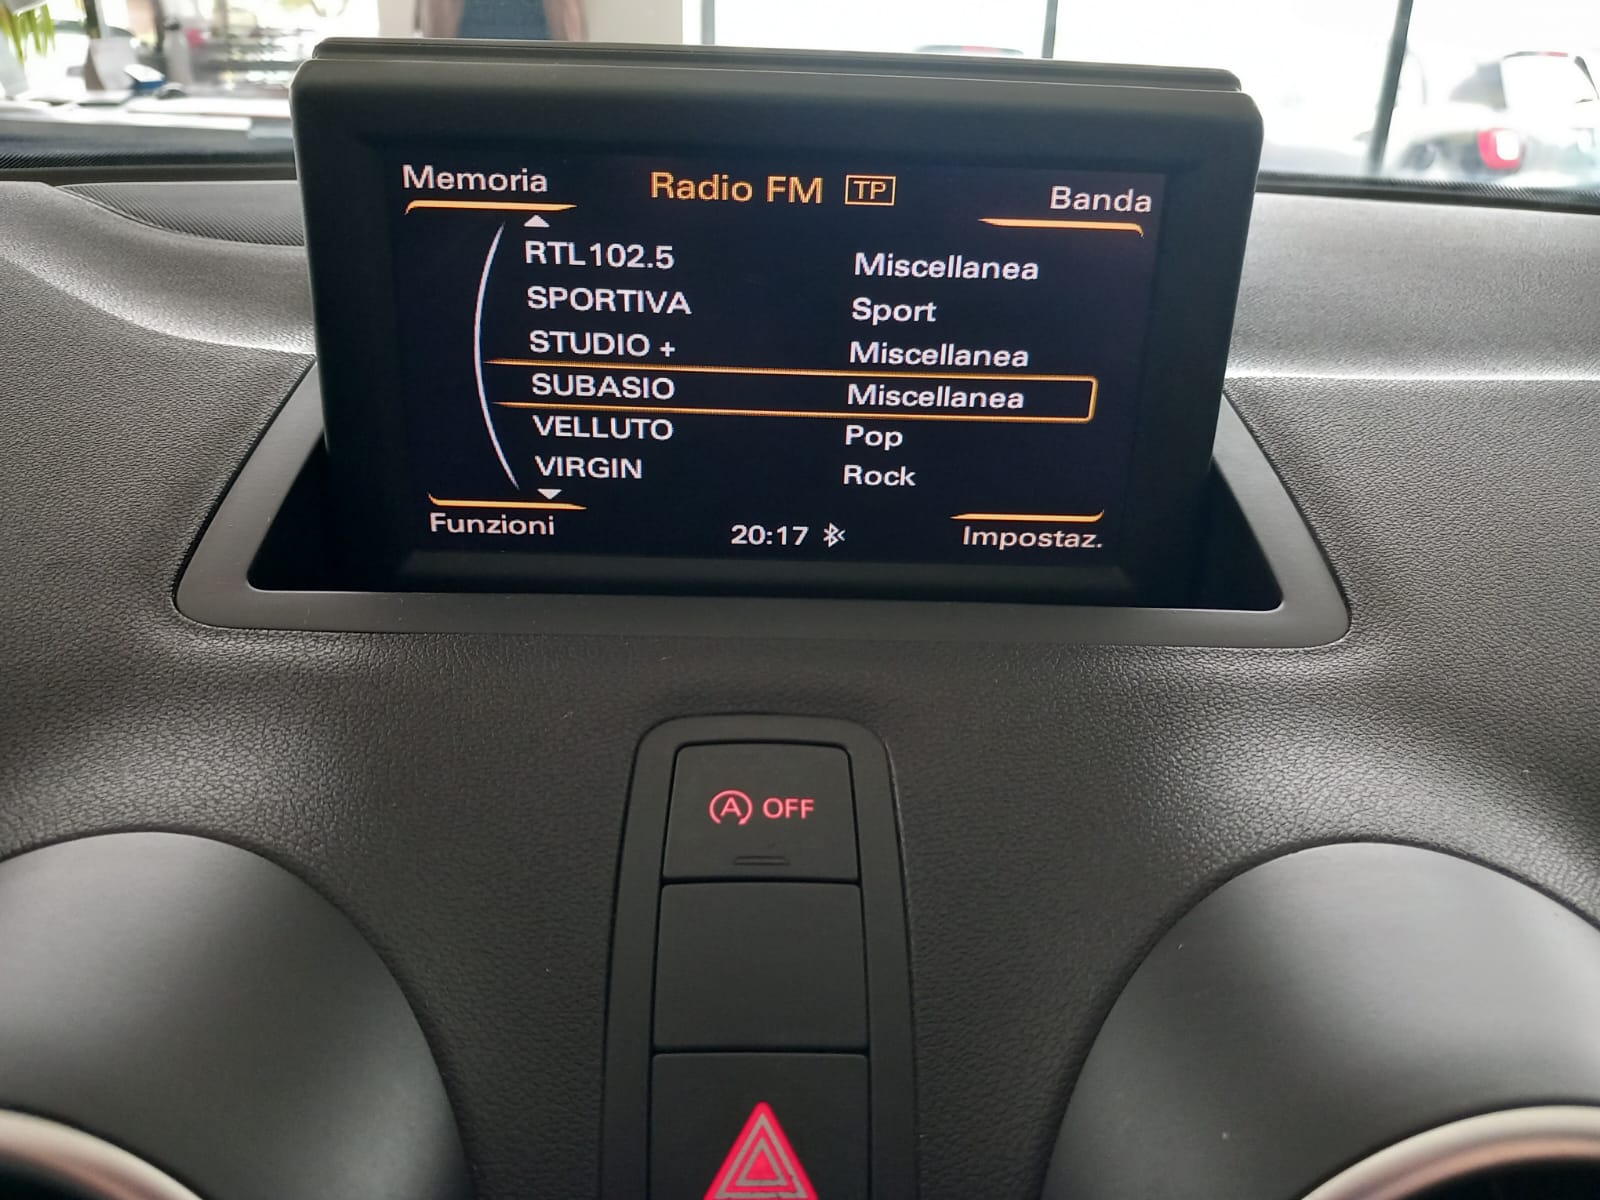 Memoria Radio FM TP Banda
RTL102.5 Miscellanea
SPORTIVA Sport
STUDIO + Miscellanea
SUBASIO Miscellanea
VELLUTO Pop
VIRGIN Rock
Funzioni 20:17 Impostaz.
A OFF